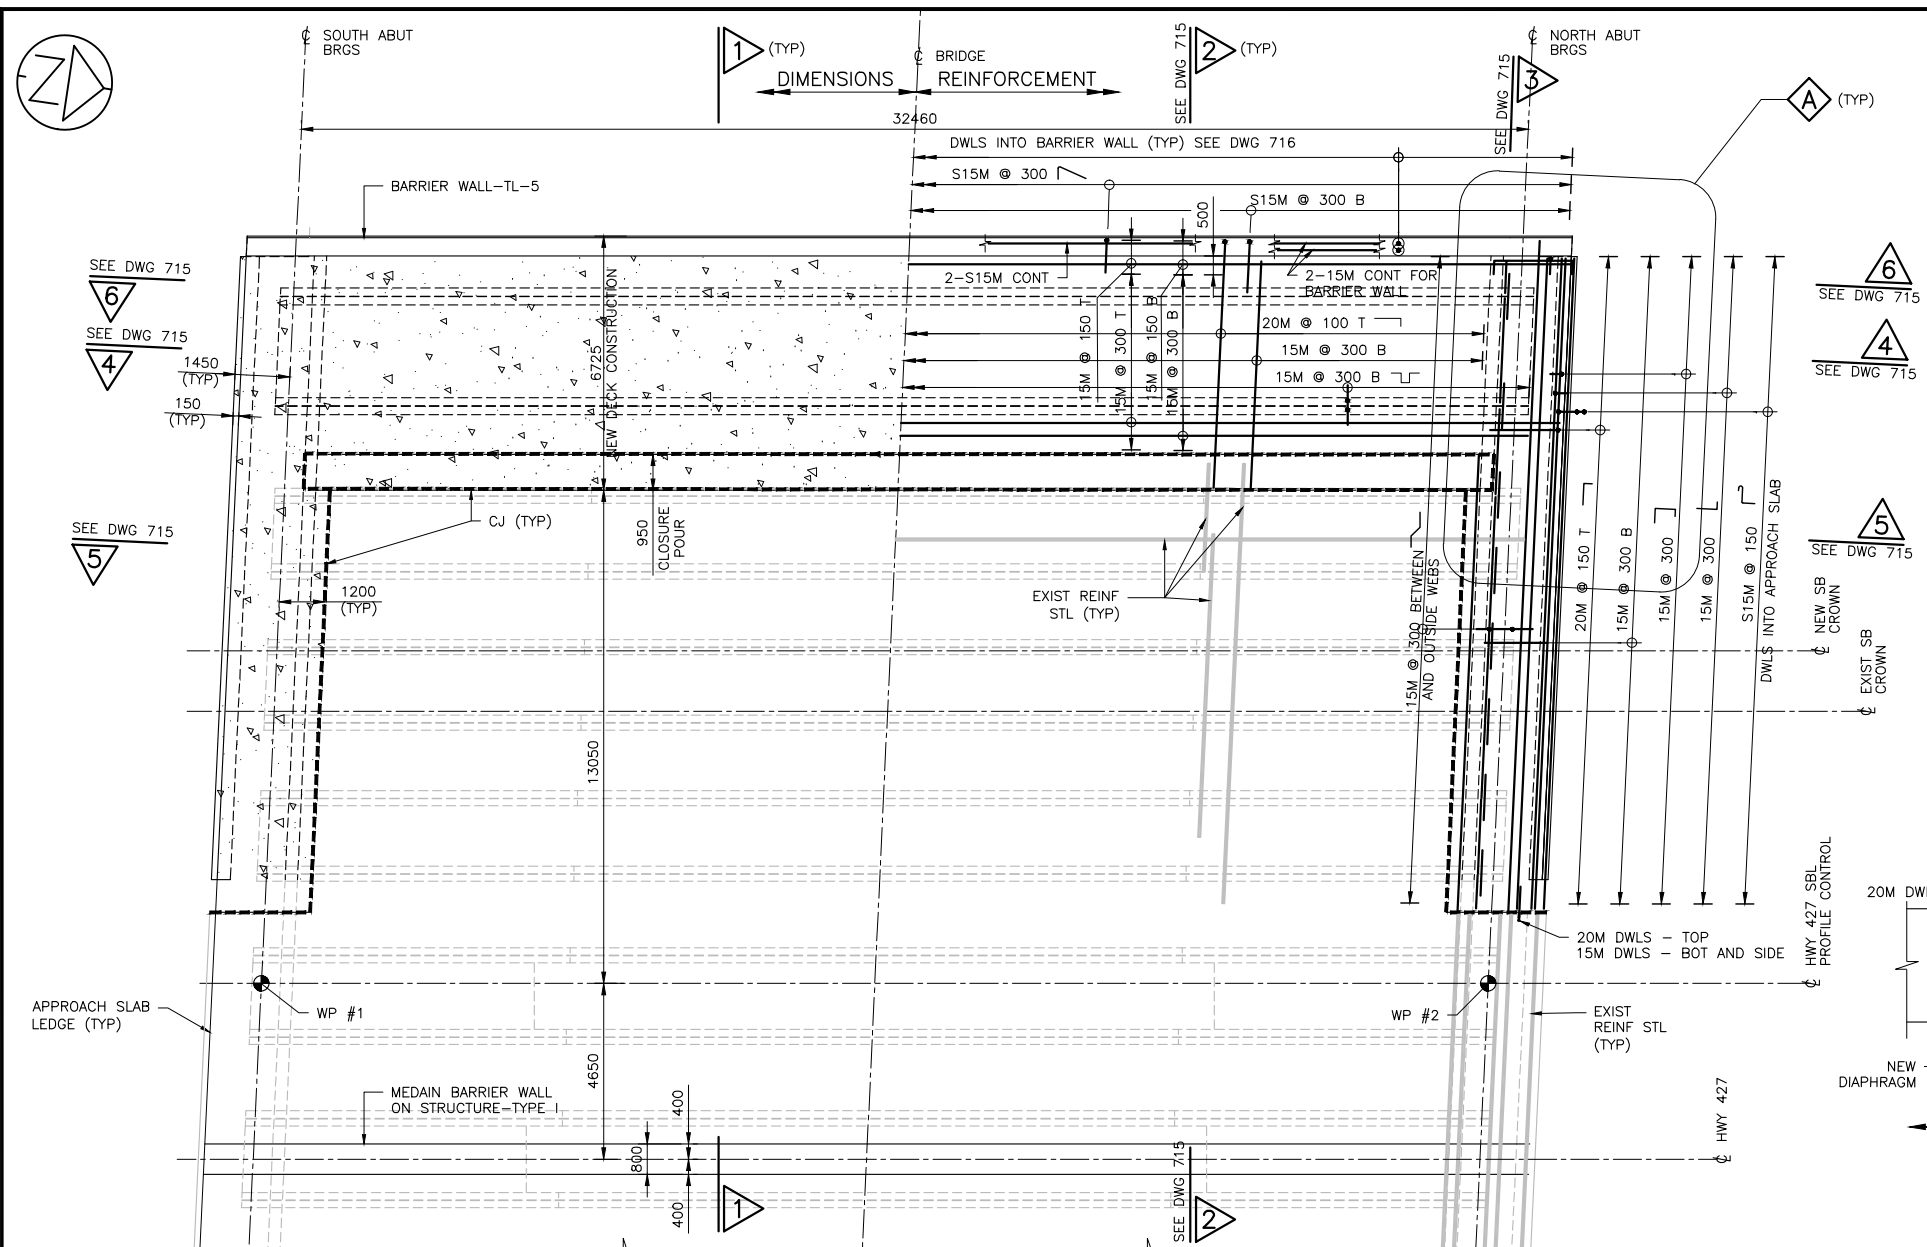 ℄ SOUTH ABUT
BRGS
1 (TYP)
℄ BRIDGE
DIMENSIONS
REINFORCEMENT
SEE DWG 715
2 (TYP)
℄ NORTH ABUT
BRGS
SEE DWG 715
3
A (TYP)
Z
32460
DWLS INTO BARRIER WALL (TYP) SEE DWG 716
S15M @ 300
S15M @ 300 B
BARRIER WALL-TL-5
500
2-S15M CONT
2-15M CONT FOR
BARRIER WALL
SEE DWG 715
6
SEE DWG 715
4
1450
(TYP)
150
(TYP)
SEE DWG 715
5
6725
NEW DECK CONSTRUCTION
15M @ 150 T
15M @ 300 T
15M @ 150 B
15M @ 300 B
20M @ 100 T
15M @ 300 B
15M @ 300 B
6
SEE DWG 715
4
SEE DWG 715
5
SEE DWG 715
CJ (TYP)
950
CLOSURE
POUR
1200
(TYP)
EXIST REINF
STL (TYP)
15M @ 300 BETWEEN
AND OUTSIDE WEBS
20M @ 150 T
15M @ 300 B
15M @ 300
15M @ 300
S15M @ 150
DWLS INTO APPROACH SLAB
℄ NEW SB
CROWN
℄ EXIST SB
CROWN
13050
℄ HWY 427 SBL
PROFILE CONTROL
20M DWL
20M DWLS - TOP
15M DWLS - BOT AND SIDE
APPROACH SLAB
LEDGE (TYP)
WP #1
WP #2
EXIST
REINF STL
(TYP)
NEW
DIAPHRAGM
4650
MEDAIN BARRIER WALL
ON STRUCTURE-TYPE I
400
800
400
℄ HWY 427
1
SEE DWG 715
2